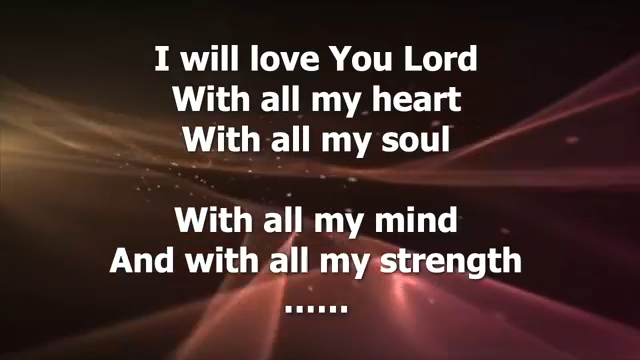 I will love You Lord
With all my heart
With all my soul
With all my mind
And with all my strength
......